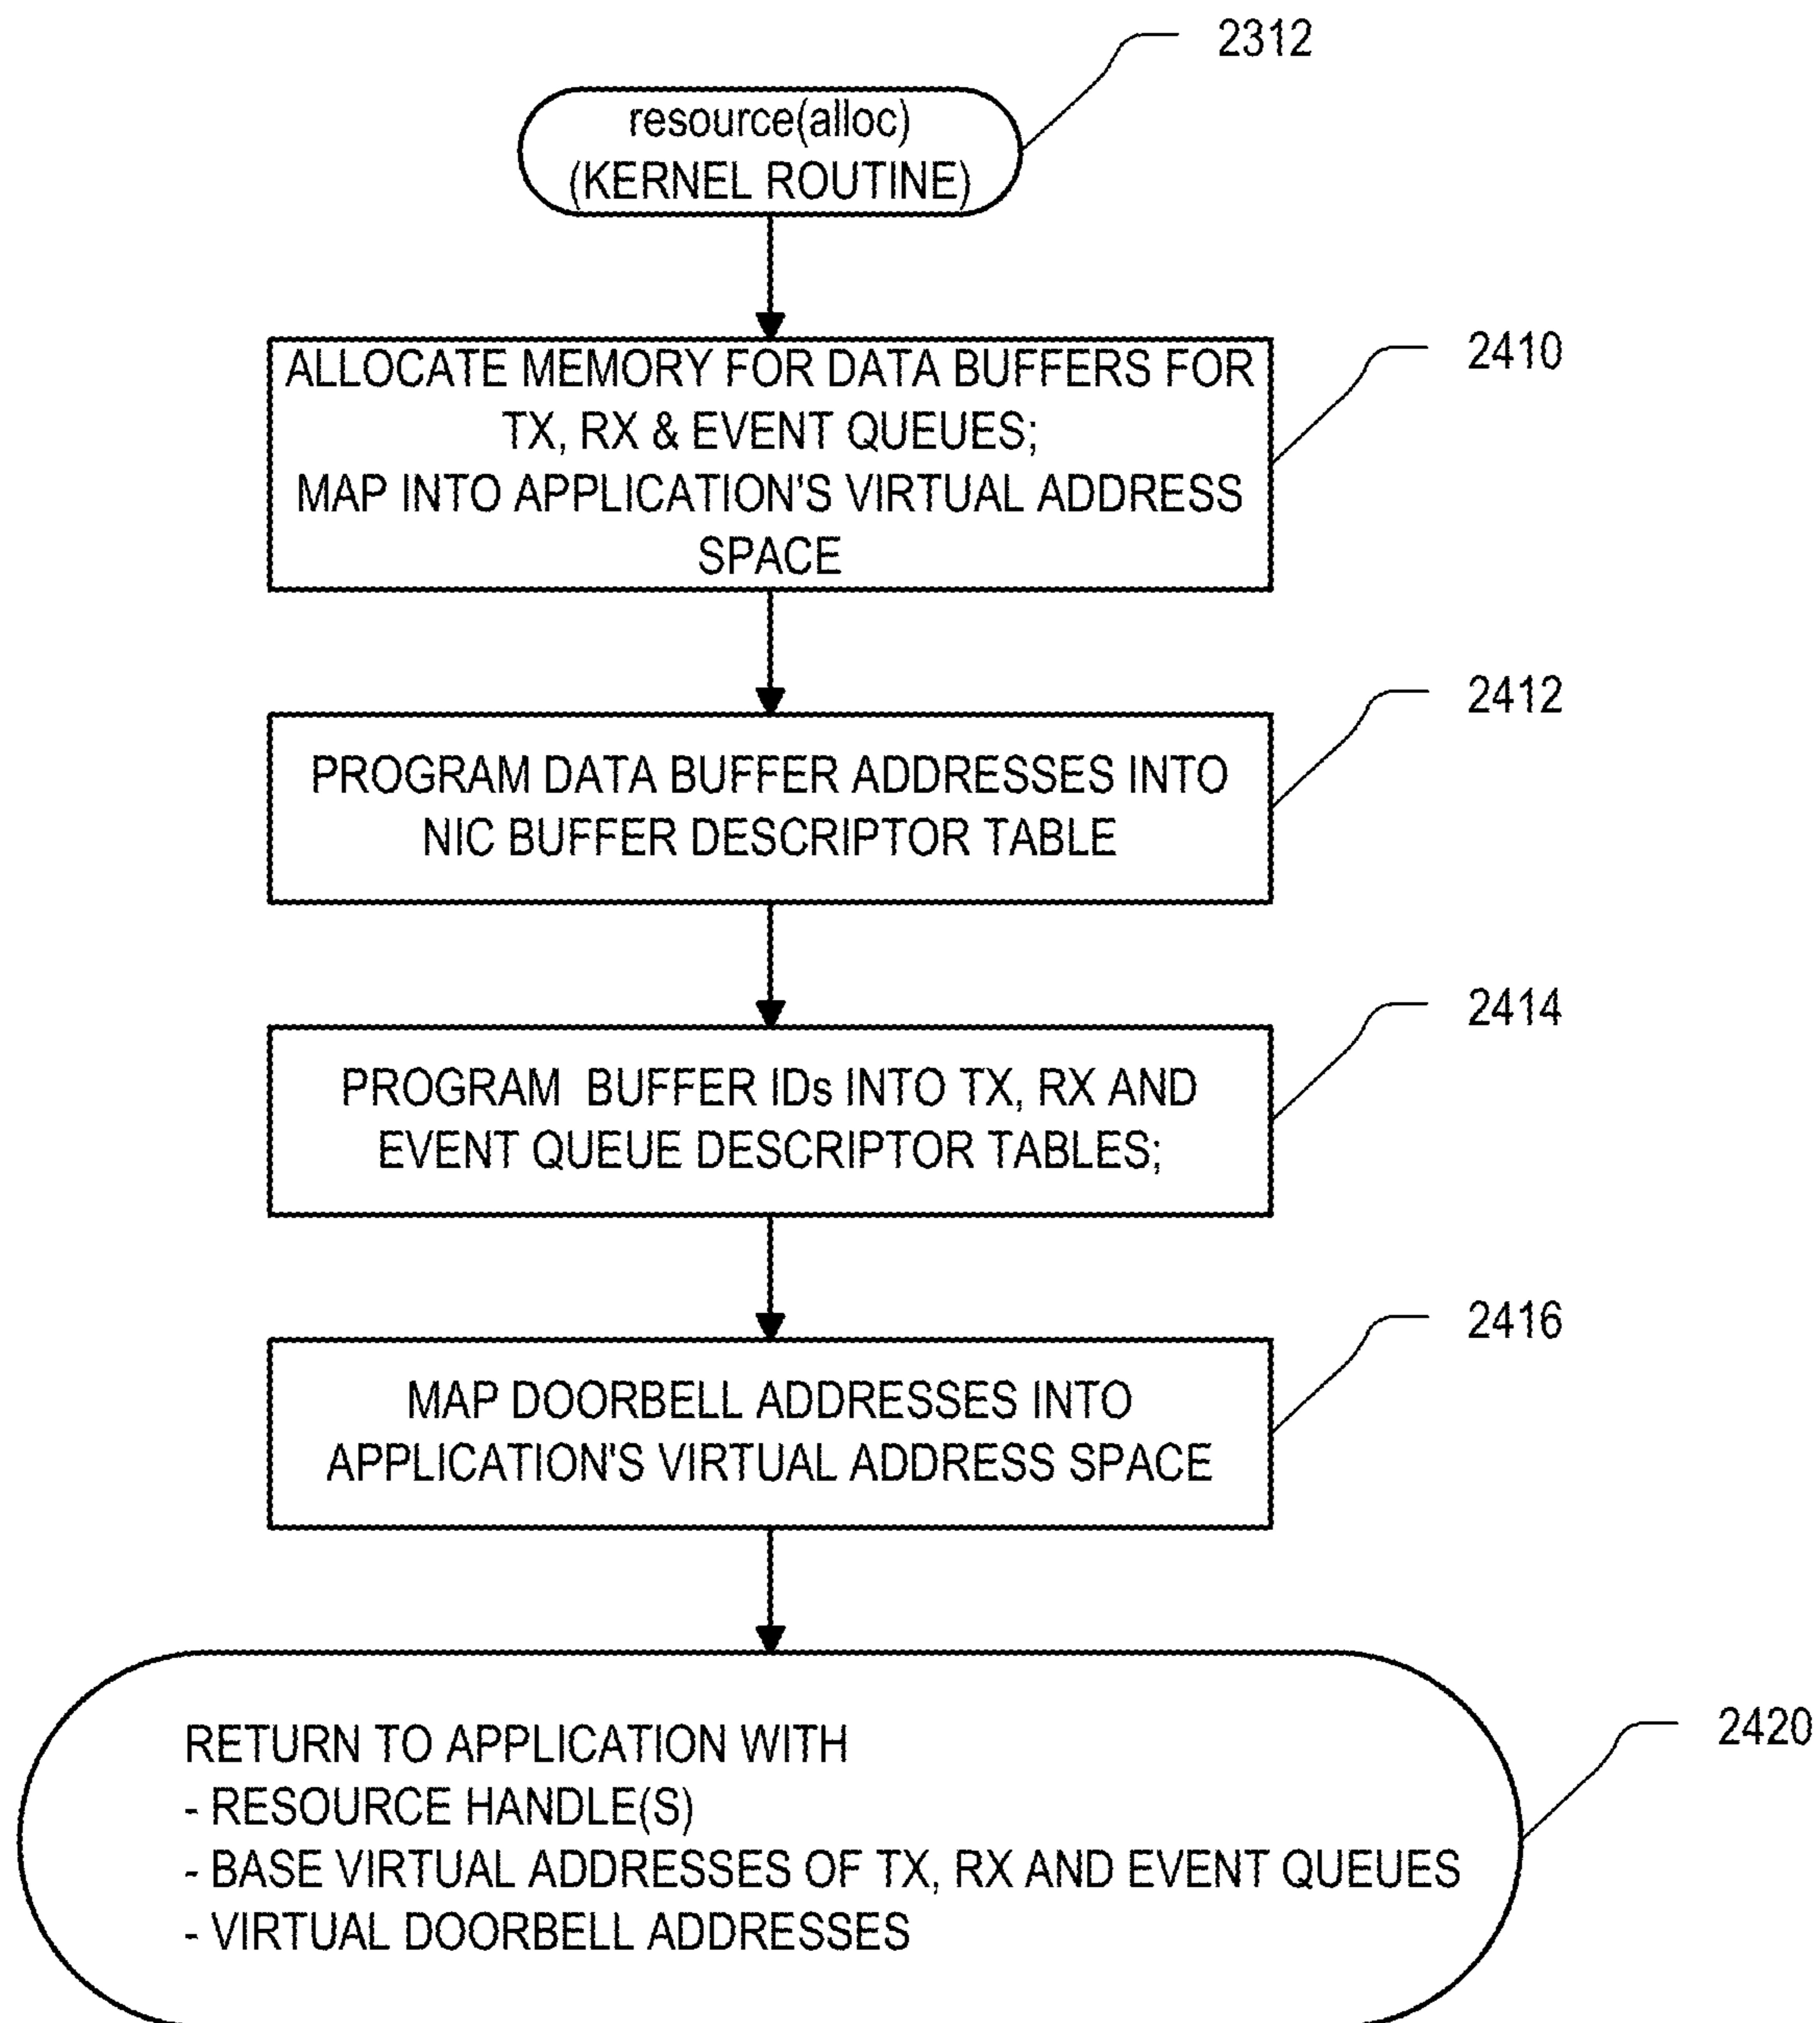 2312
resource(alloc)
(KERNEL ROUTINE)
2410
ALLOCATE MEMORY FOR DATA BUFFERS FOR
TX, RX & EVENT QUEUES;
MAP INTO APPLICATION'S VIRTUAL ADDRESS
SPACE
2412
PROGRAM DATA BUFFER ADDRESSES INTO
NIC BUFFER DESCRIPTOR TABLE
2414
PROGRAM BUFFER IDs INTO TX, RX AND
EVENT QUEUE DESCRIPTOR TABLES;
2416
MAP DOORBELL ADDRESSES INTO
APPLICATION'S VIRTUAL ADDRESS SPACE
2420
RETURN TO APPLICATION WITH
- RESOURCE HANDLE(S)
- BASE VIRTUAL ADDRESSES OF TX, RX AND EVENT QUEUES
- VIRTUAL DOORBELL ADDRESSES